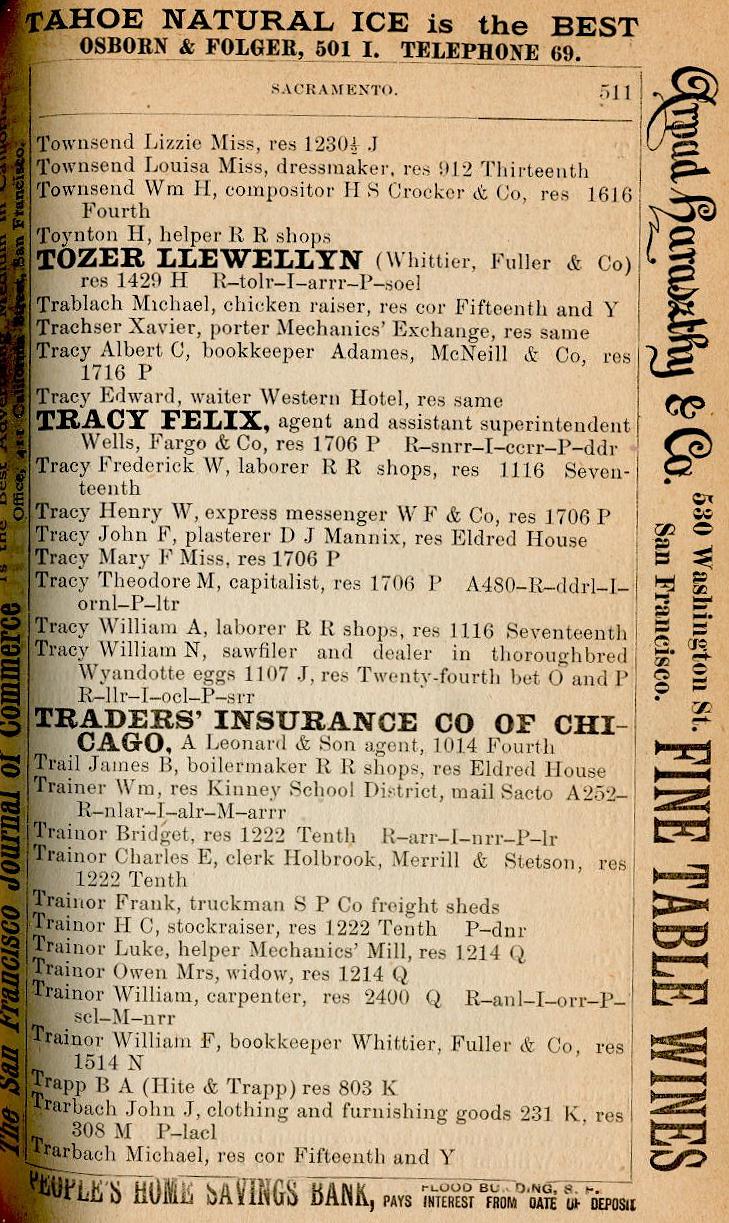 TAHOE NATURAL ICE is the BEST
OSBORN & FOLGER, 501 I. TELEPHONE 69.
SACRAMENTO. 511
Townsend Lizzie Miss, res 1230½ J
Townsend Louisa Miss, dressmaker, res 912 Thirteenth
Townsend Wm H, compositor H S Crocker & Co, res 1616
Fourth
Toynton H, helper R R shops
TOZER LLEWELLYN (Whittier, Fuller & Co)
res 1429 H R–tolr–I–arrr–P–soel
Trablach Michael, chicken raiser, res cor Fifteenth and Y
Trachser Xavier, porter Mechanics' Exchange, res same
Tracy Albert C, bookkeeper Adames, McNeill & Co, res
1716 P
Tracy Edward, waiter Western Hotel, res same
TRACY FELIX, agent and assistant superintendent
Wells, Fargo & Co, res 1706 P R–snrr–I–ccrr–P–ddr
Tracy Frederick W, laborer R R shops, res 1116 Seven-
teenth
Tracy Henry W, express messenger W F & Co, res 1706 P
Tracy John F, plasterer D J Mannix, res Eldred House
Tracy Mary F Miss, res 1706 P
Tracy Theodore M, capitalist, res 1706 P A480–R–ddrl–I–
ornl–P–ltr
Tracy William A, laborer R R shops, res 1116 Seventeenth
Tracy William N, sawfiler and dealer in thoroughbred
Wyandotte eggs 1107 J, res Twenty-fourth bet O and P
R–llr–I–ocl–P–srr
TRADERS' INSURANCE CO OF CHI-
CAGO, A Leonard & Son agent, 1014 Fourth
Trail James B, boilermaker R R shops, res Eldred House
Trainer Wm, res Kinney School District, mail Sacto A252–
R–nlar–I–alr–M–arrr
Trainor Bridget, res 1222 Tenth R–arr–I–nrr–P–lr
Trainor Charles E, clerk Holbrook, Merrill & Stetson, res
1222 Tenth
Trainor Frank, truckman S P Co freight sheds
Trainor H C, stockraiser, res 1222 Tenth P–dnr
Trainor Luke, helper Mechanics' Mill, res 1214 Q
Trainor Owen Mrs, widow, res 1214 Q
Trainor William, carpenter, res 2400 Q R–anl–I–orr–P–
scl–M–nrr
Trainor William F, bookkeeper Whittier, Fuller & Co, res
1514 N
Trapp B A (Hite & Trapp) res 803 K
Trarbach John J, clothing and furnishing goods 231 K, res
308 M P–lacl
Trarbach Michael, res cor Fifteenth and Y
PEOPLE'S HOME SAVINGS BANK, PAYS INTEREST FROM DATE OF DEPOSIT
FLOOD BUILDING, S. F.
Arpad Haraszthy & Co. 530 Washington St. San Francisco. FINE TABLE WINES
The San Francisco Journal of Commerce is the Best
Office, 411 California Street, San Francisco.